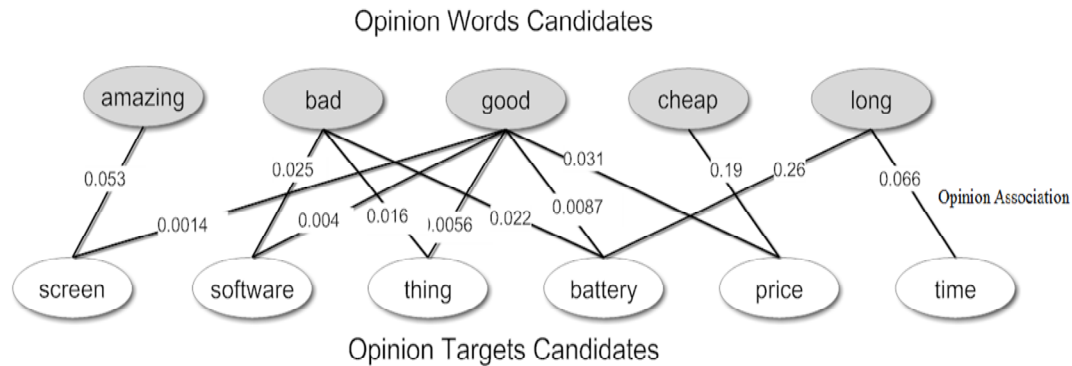 Opinion Words Candidates
amazing bad good cheap long
0.053 0.025 0.031 0.19 0.26 0.066
Opinion Association
0.0014 0.004 0.016 0.0056 0.022 0.0087
screen software thing battery price time
Opinion Targets Candidates